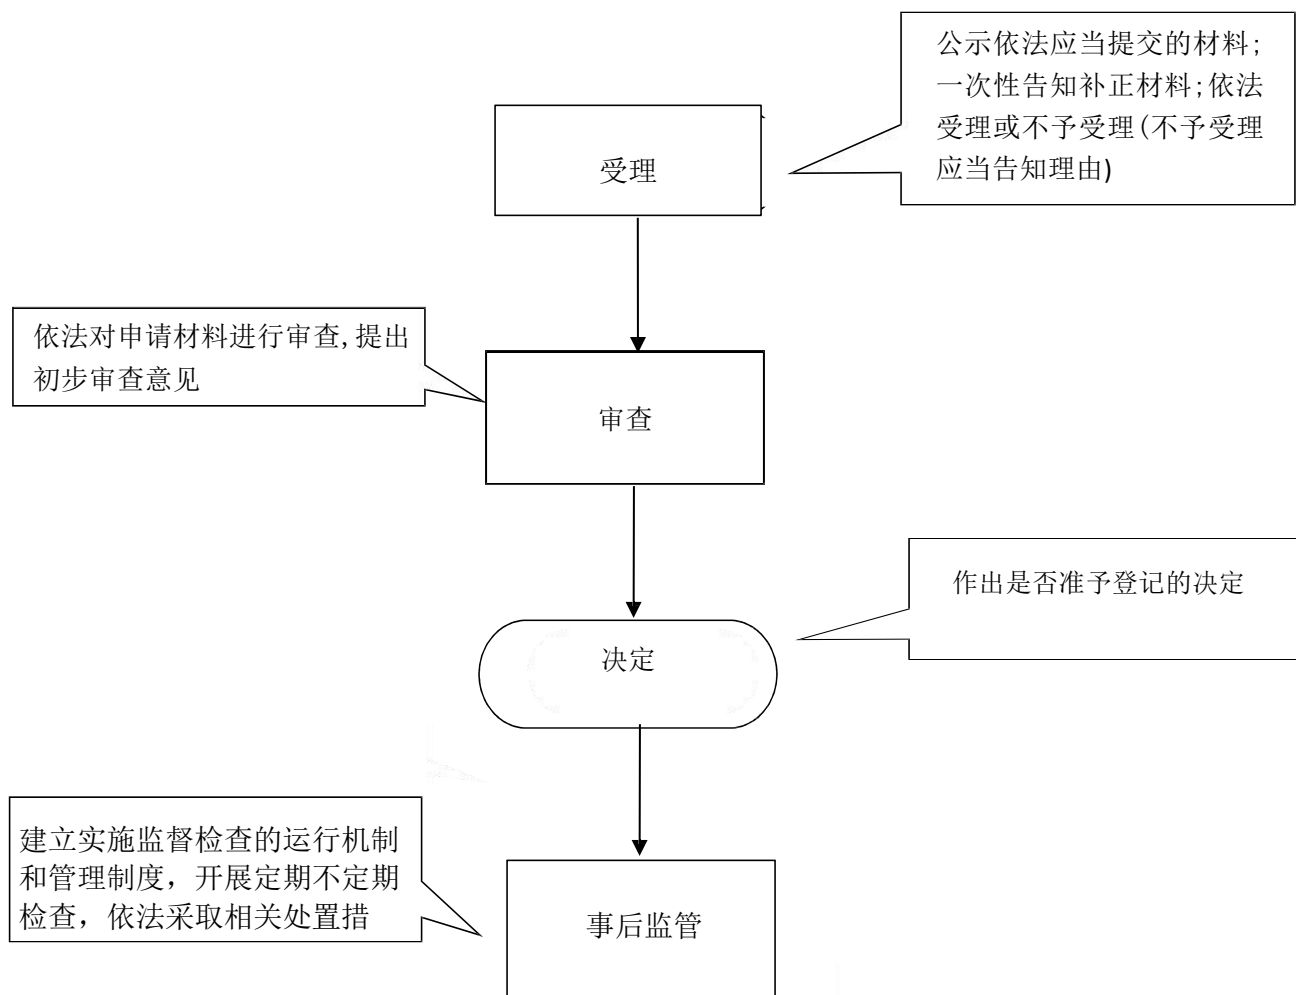 公示依法应当提交的材料;
一次性告知补正材料;依法
受理或不予受理(不予受理
应当告知理由)
受理
依法对申请材料进行审查,提出
初步审查意见
审查
作出是否准予登记的决定
决定
建立实施监督检查的运行机制
和管理制度，开展定期不定期
检查，依法采取相关处置措
事后监管